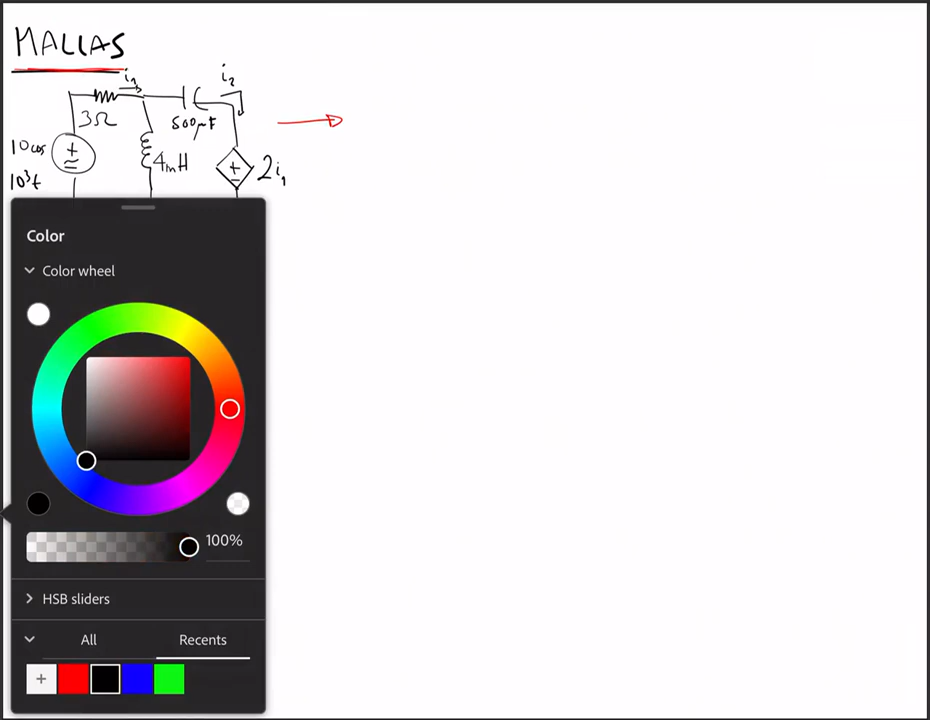 MALLAS
i₁
i₂
3Ω
500μF
10cos
10³t
4mH
2i₁
Color
Color wheel
100%
HSB sliders
All
Recents